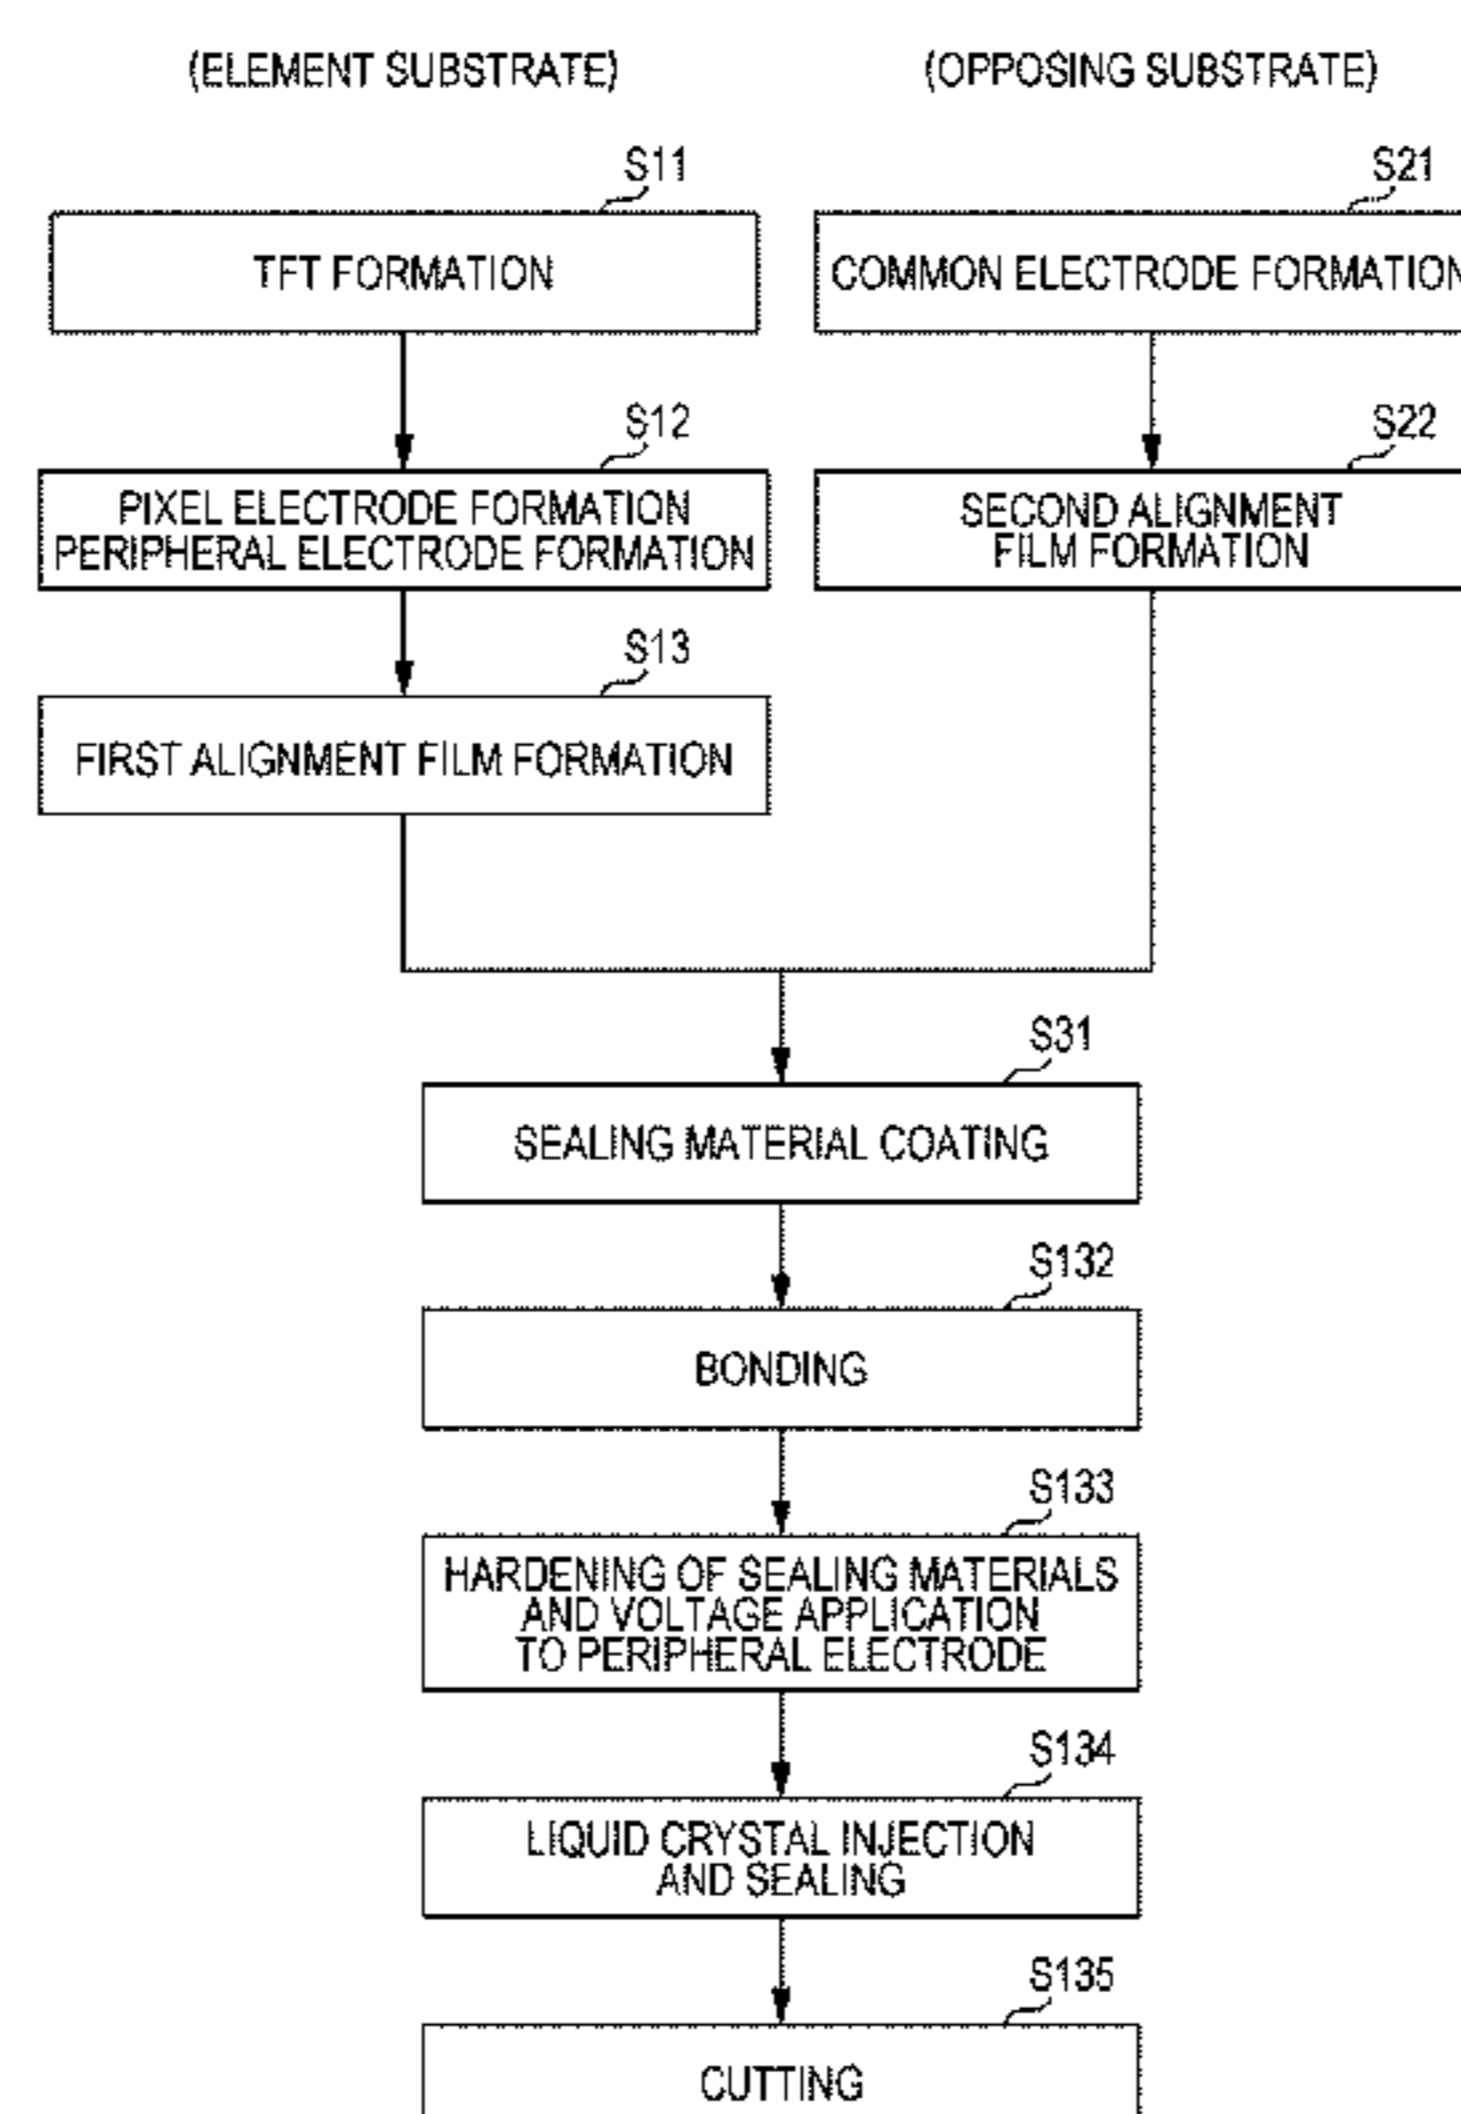 (ELEMENT SUBSTRATE)
(OPPOSING SUBSTRATE)
S11
S21
TFT FORMATION
COMMON ELECTRODE FORMATION
S12
S22
PIXEL ELECTRODE FORMATION
PERIPHERAL ELECTRODE FORMATION
SECOND ALIGNMENT
FILM FORMATION
S13
FIRST ALIGNMENT FILM FORMATION
S31
SEALING MATERIAL COATING
S132
BONDING
S133
HARDENING OF SEALING MATERIALS
AND VOLTAGE APPLICATION
TO PERIPHERAL ELECTRODE
S134
LIQUID CRYSTAL INJECTION
AND SEALING
S135
CUTTING